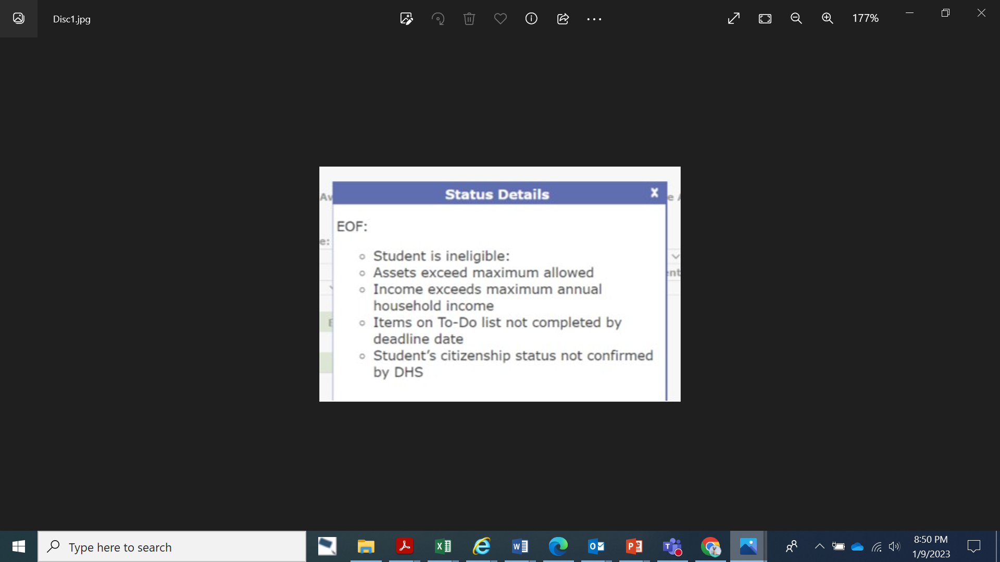 Disc1.jpg
177%
Status Details
X
EOF:
Student is ineligible:
Assets exceed maximum allowed
Income exceeds maximum annual
household income
Items on To-Do list not completed by
deadline date
Student’s citizenship status not confirmed
by DHS
Type here to search
8:50 PM
1/9/2023